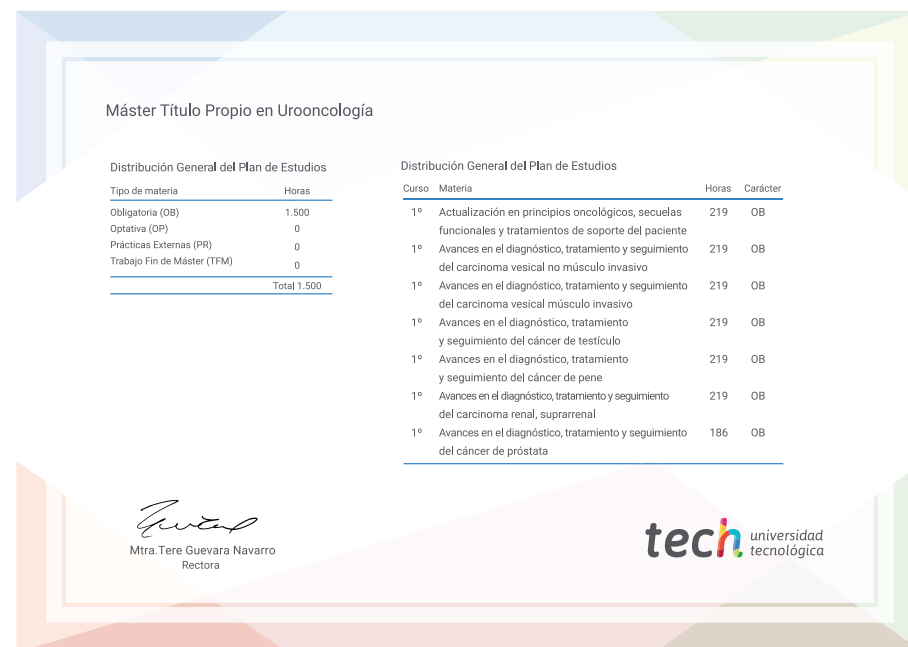 Máster Título Propio en Urooncología
Distribución General del Plan de Estudios
Tipo de materia Horas
Obligatoria (OB) 1.500
Optativa (OP) 0
Prácticas Externas (PR) 0
Trabajo Fin de Máster (TFM) 0
Total 1.500
Distribución General del Plan de Estudios
Curso Materia Horas Carácter
1º Actualización en principios oncológicos, secuelas 219 OB
funcionales y tratamientos de soporte del paciente
1º Avances en el diagnóstico, tratamiento y seguimiento 219 OB
del carcinoma vesical no músculo invasivo
1º Avances en el diagnóstico, tratamiento y seguimiento 219 OB
del carcinoma vesical músculo invasivo
1º Avances en el diagnóstico, tratamiento 219 OB
y seguimiento del cáncer de testículo
1º Avances en el diagnóstico, tratamiento 219 OB
y seguimiento del cáncer de pene
1º Avances en el diagnóstico, tratamiento y seguimiento 219 OB
del carcinoma renal, suprarrenal
1º Avances en el diagnóstico, tratamiento y seguimiento 186 OB
del cáncer de próstata
Mtra.Tere Guevara Navarro
Rectora
tech universidad
tecnológica